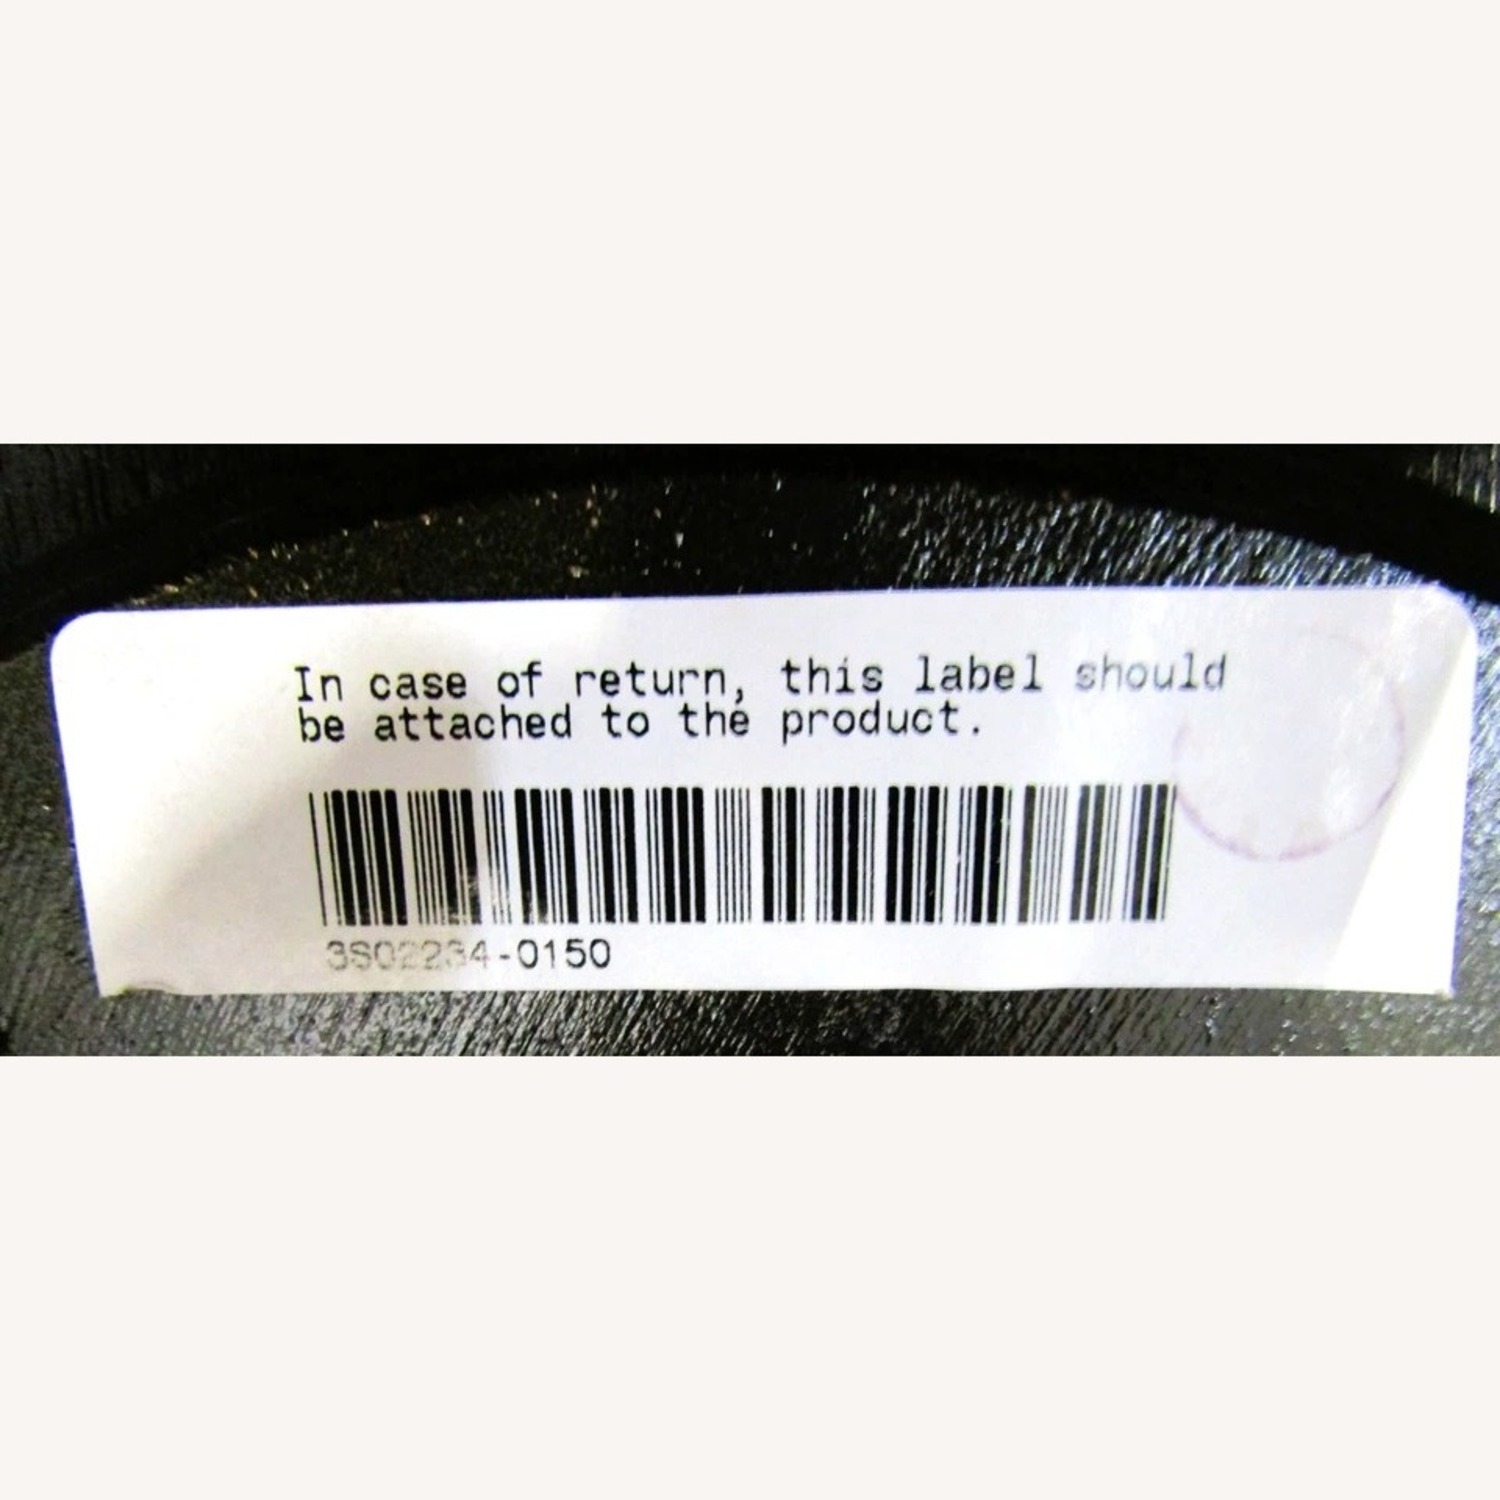 In case of return, this label should
be attached to the product.
3S02234-0150